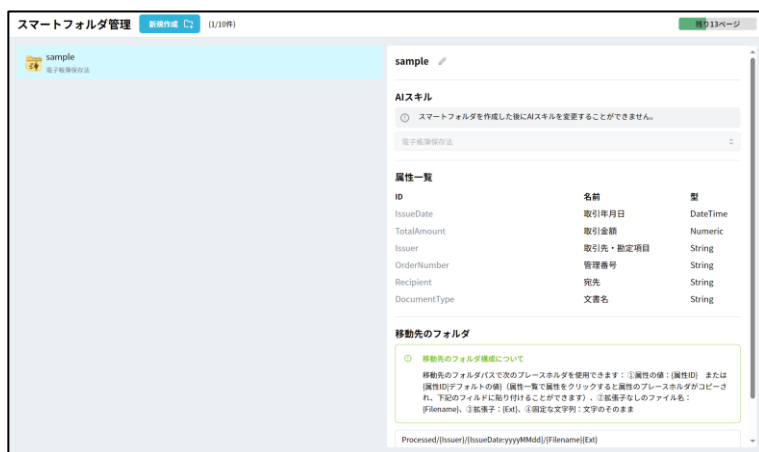 スマートフォルダ管理 新規作成 (1/10件) 残り13ページ
sample
電子帳簿保存法
sample
AIスキル
スマートフォルダを作成した後にAIスキルを変更することができません。
電子帳簿保存法
属性一覧
ID 名前 型
IssueDate 取引年月日 DateTime
TotalAmount 取引金額 Numeric
Issuer 取引先・勘定項目 String
OrderNumber 管理番号 String
Recipient 宛先 String
DocumentType 文書名 String
移動先のフォルダ
移動先のフォルダ構成について
移動先のフォルダパスで次のプレースホルダを使用できます：①属性の値：{属性ID} または
{属性ID|デフォルトの値}（属性一覧で属性をクリックすると属性のプレースホルダがコピーさ
れ、下記のフィールドに貼り付けることができます）、②拡張子なしのファイル名：
{Filename}、③拡張子：{Ext}、④固定な文字列：文字のそのまま
Processed/{Issuer}/{IssueDate:yyyyMMdd}/{Filename}{Ext}